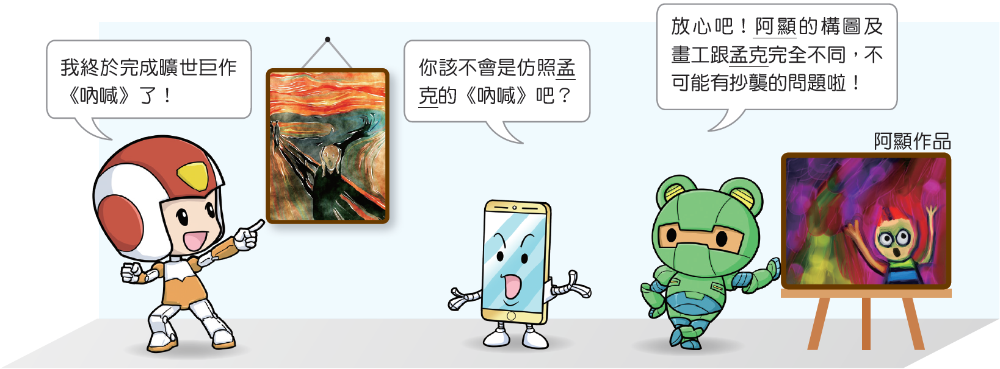 我終於完成曠世巨作
《吶喊》了！
你該不會是仿照孟
克的《吶喊》吧？
放心吧！阿顯的構圖及
畫工跟孟克完全不同，不
可能有抄襲的問題啦！
阿顯作品